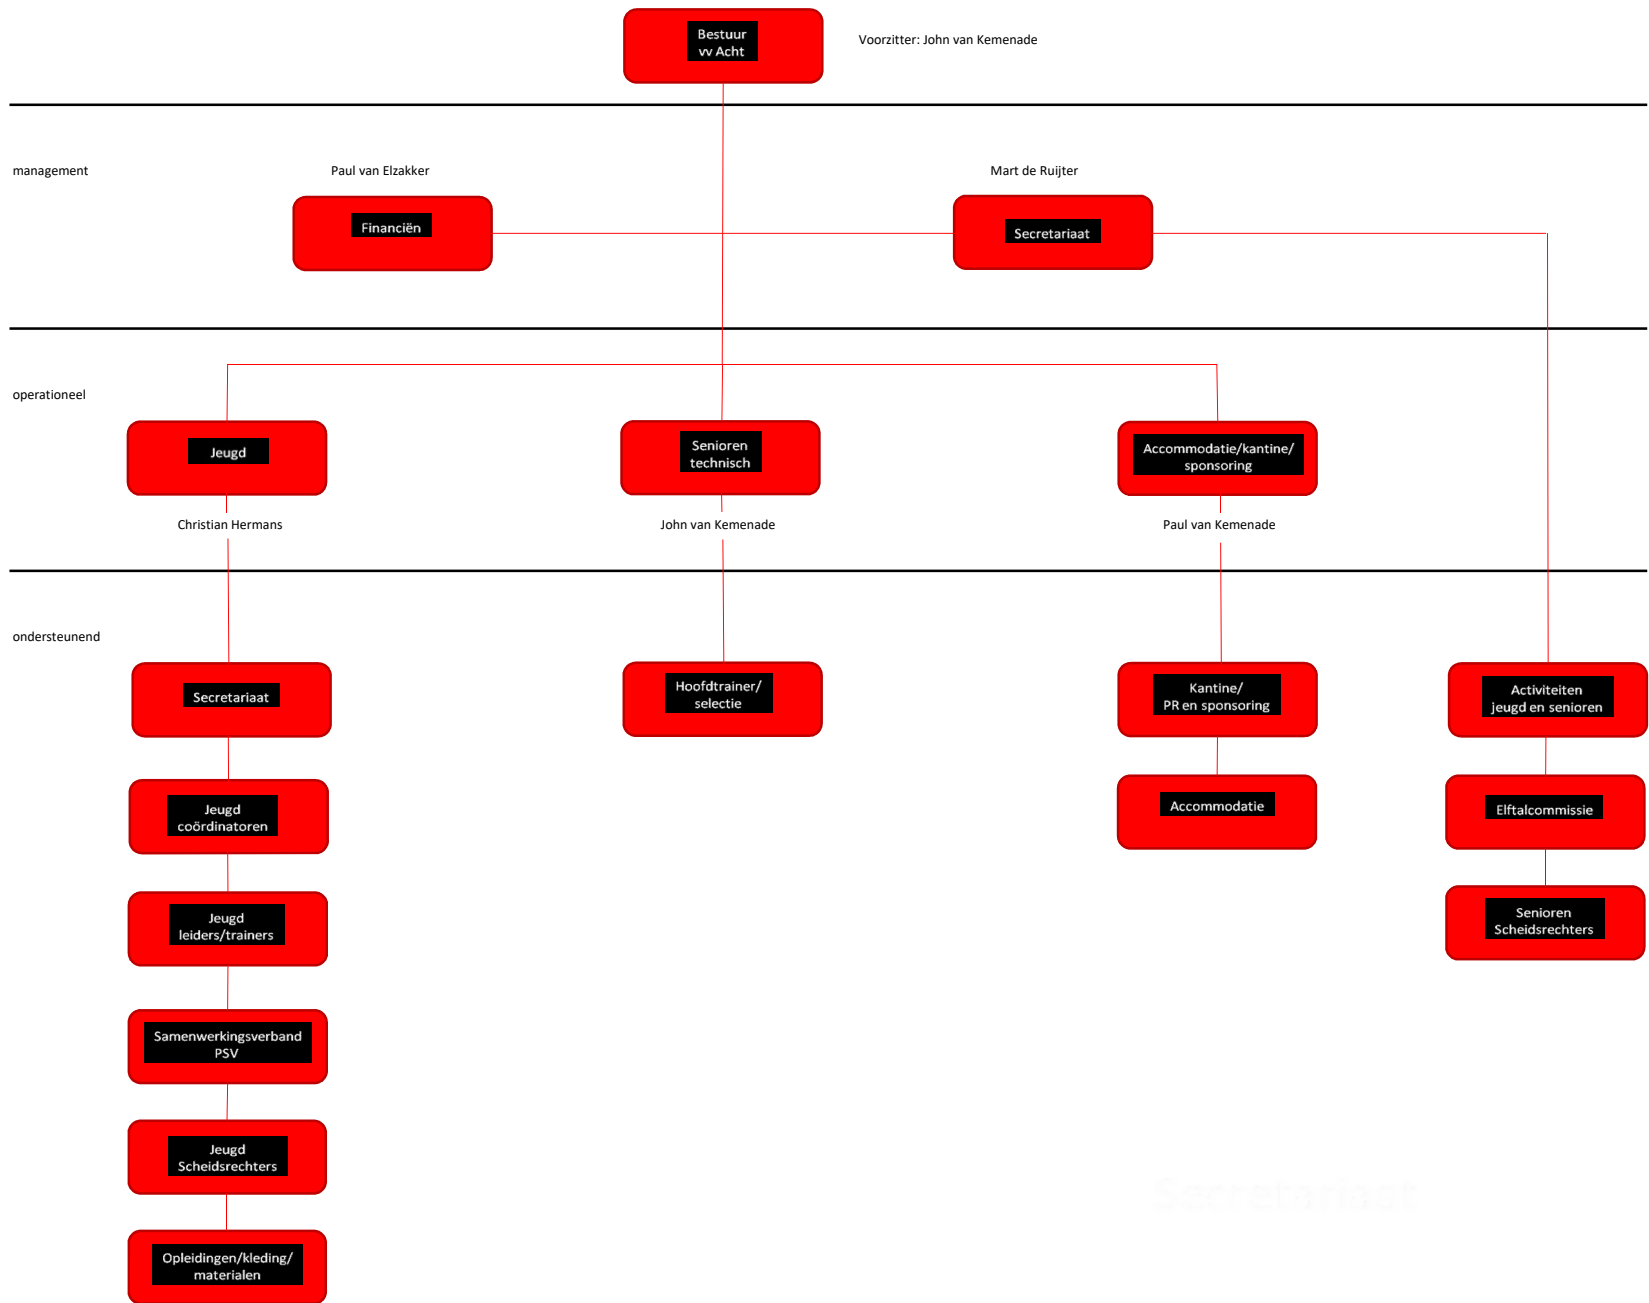 Bestuur
vv Acht
Voorzitter: John van Kemenade
management
Paul van Elzakker
Mart de Ruijter
Financiën
Secretariaat
operationeel
Jeugd
Senioren
technisch
Accommodatie/kantine/
sponsoring
Christian Hermans
John van Kemenade
Paul van Kemenade
ondersteunend
Secretariaat
Hoofdtrainer/
selectie
Kantine/
PR en sponsoring
Activiteiten
jeugd en senioren
Jeugd
coördinatoren
Accommodatie
Elftalcommissie
Jeugd
leiders/trainers
Senioren
Scheidsrechters
Samenwerkingsverband
PSV
Jeugd
Scheidsrechters
Secretariaat
Opleidingen/kleding/
materialen